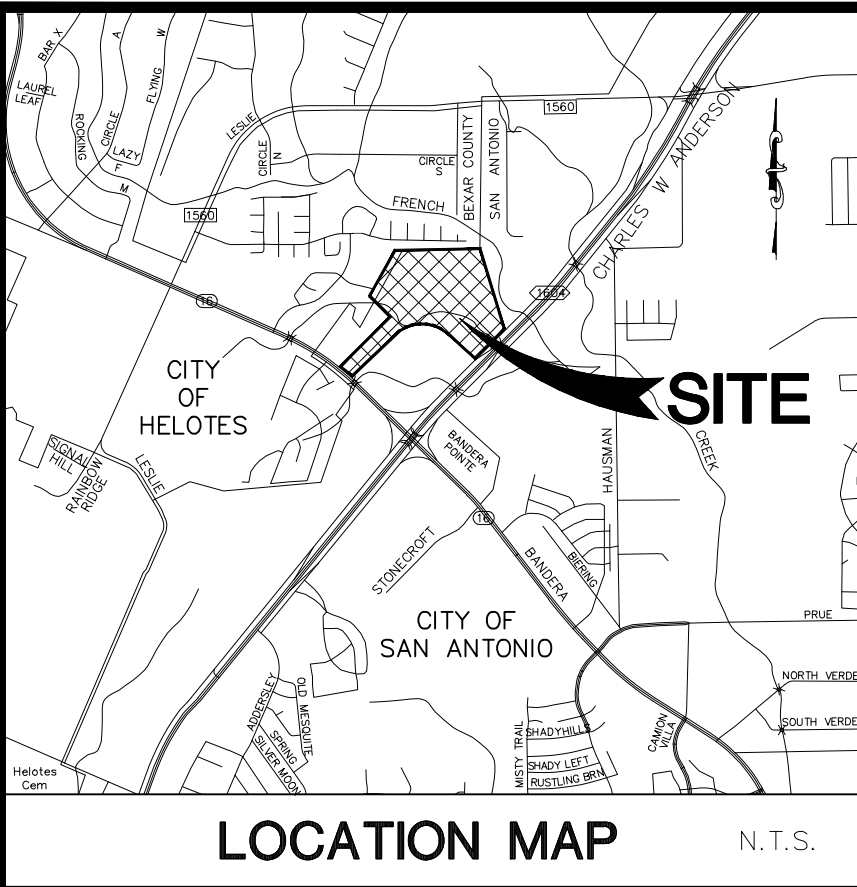 BAR X
A
W
FLYING
LAUREL
LEAF
ROCKING
CIRCLE
LAZY
F
M
LESLIE
CIRCLE
N
1560
CIRCLE
S
BEXAR COUNTY
SAN ANTONIO
1560
CHARLES W ANDERSON
FRENCH
1604
16
CITY
OF
HELOTES
SITE
SIGNAL
HILL
RAINBOW
RIDGE
LESLIE
BANDERA
POINTE
HAUSMAN
CREEK
16
STONECROFT
BANDERA
BIERING
CITY OF
SAN ANTONIO
PRUE
NORTH VERDE
SOUTH VERDE
ADDERSLEY
OLD MESQUITE
SPRING
SILVER MOON
MISTY TRAIL
SHADYHILLS
SHADY LEFT
RUSTLING BRN
CAMION
VILLA
Helotes
Cem
LOCATION MAP
N.T.S.